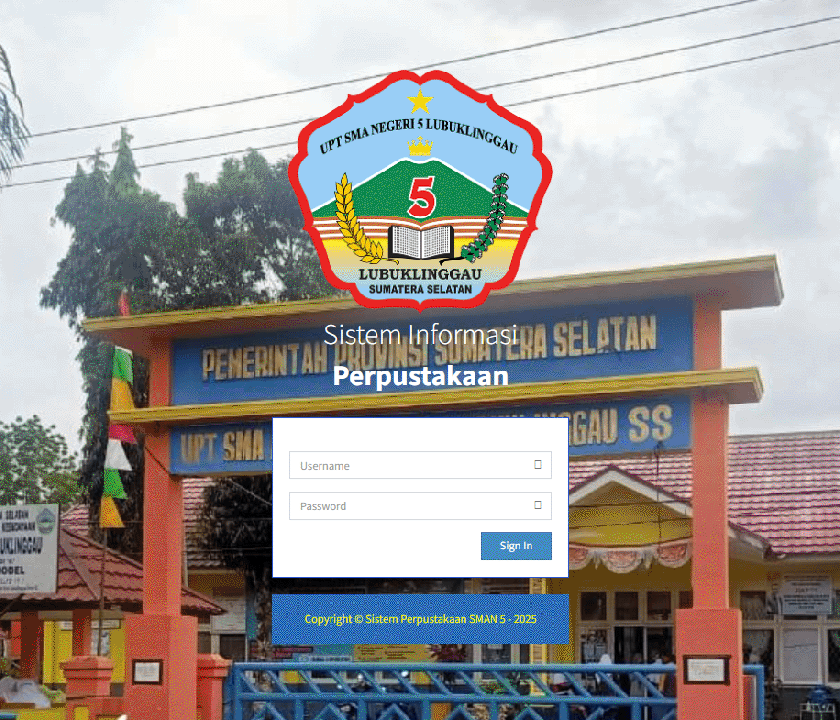 UPT SMA NEGERI 5 LUBUKLINGGAU
5
LUBUKLINGGAU
SUMATERA SELATAN
Sistem Informasi
PEMERINTAH PROVINSI SUMATERA SELATAN
Perpustakaan
UPT SMA LINGGAU SS
Username
Password
Sign In
Copyright © Sistem Perpustakaan SMAN 5 - 2025